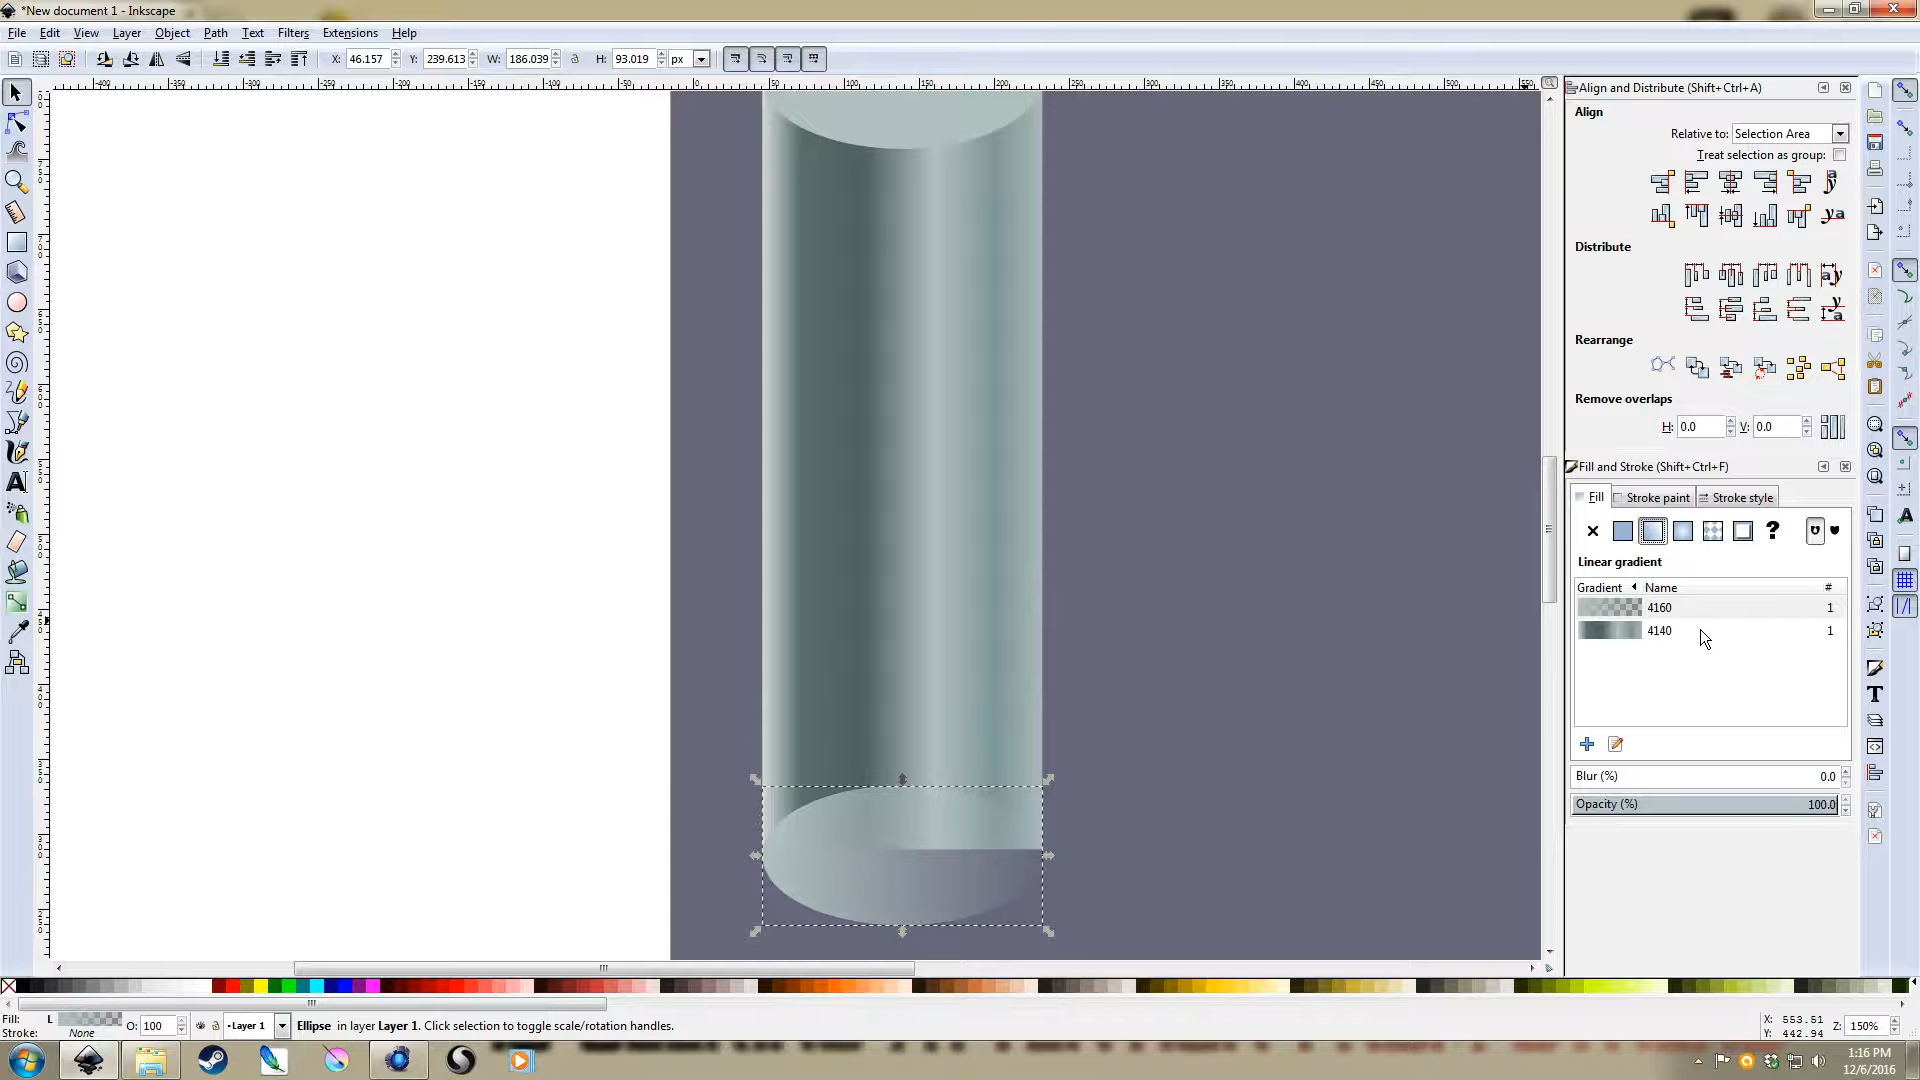 *New document 1 - Inkscape
File Edit View Layer Object Path Text Filters Extensions Help
X: 46.157 Y: 239.613 W: 186.039 H: 93.019 px
Align and Distribute (Shift+Ctrl+A)
Align
Relative to: Selection Area
Treat selection as group:
Distribute
Rearrange
Remove overlaps
H: 0.0 V: 0.0
Fill and Stroke (Shift+Ctrl+F)
Fill Stroke paint Stroke style
Linear gradient
Gradient Name #
4160 1
4140 1
Blur (%) 0.0
Opacity (%) 100.0
Fill: L O: 100 Layer 1 Ellipse in layer Layer 1. Click selection to toggle scale/rotation handles.
Stroke: None
X: 553.51
Y: 442.94
Z: 150%
1:16 PM
12/6/2016